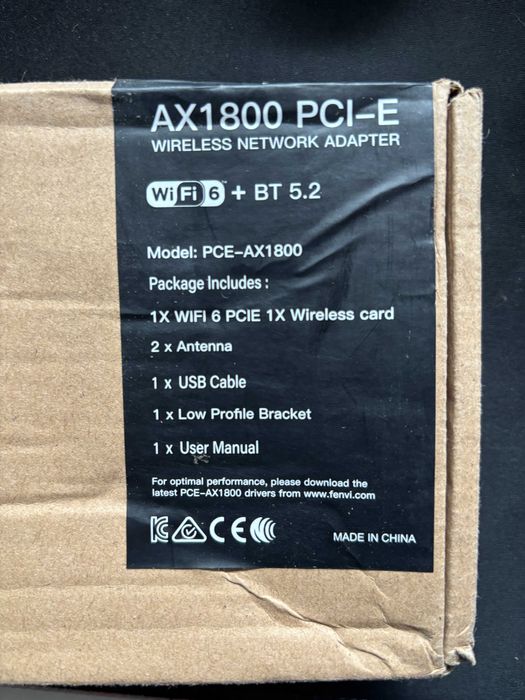 AX1800 PCI-E
WIRELESS NETWORK ADAPTER
WiFi 6™ + BT 5.2
Model: PCE-AX1800
Package Includes :
1X WIFI 6 PCIE 1X Wireless card
2 x Antenna
1 x USB Cable
1 x Low Profile Bracket
1 x User Manual
For optimal performance, please download the
latest PCE-AX1800 drivers from www.fenvi.com
CE
MADE IN CHINA